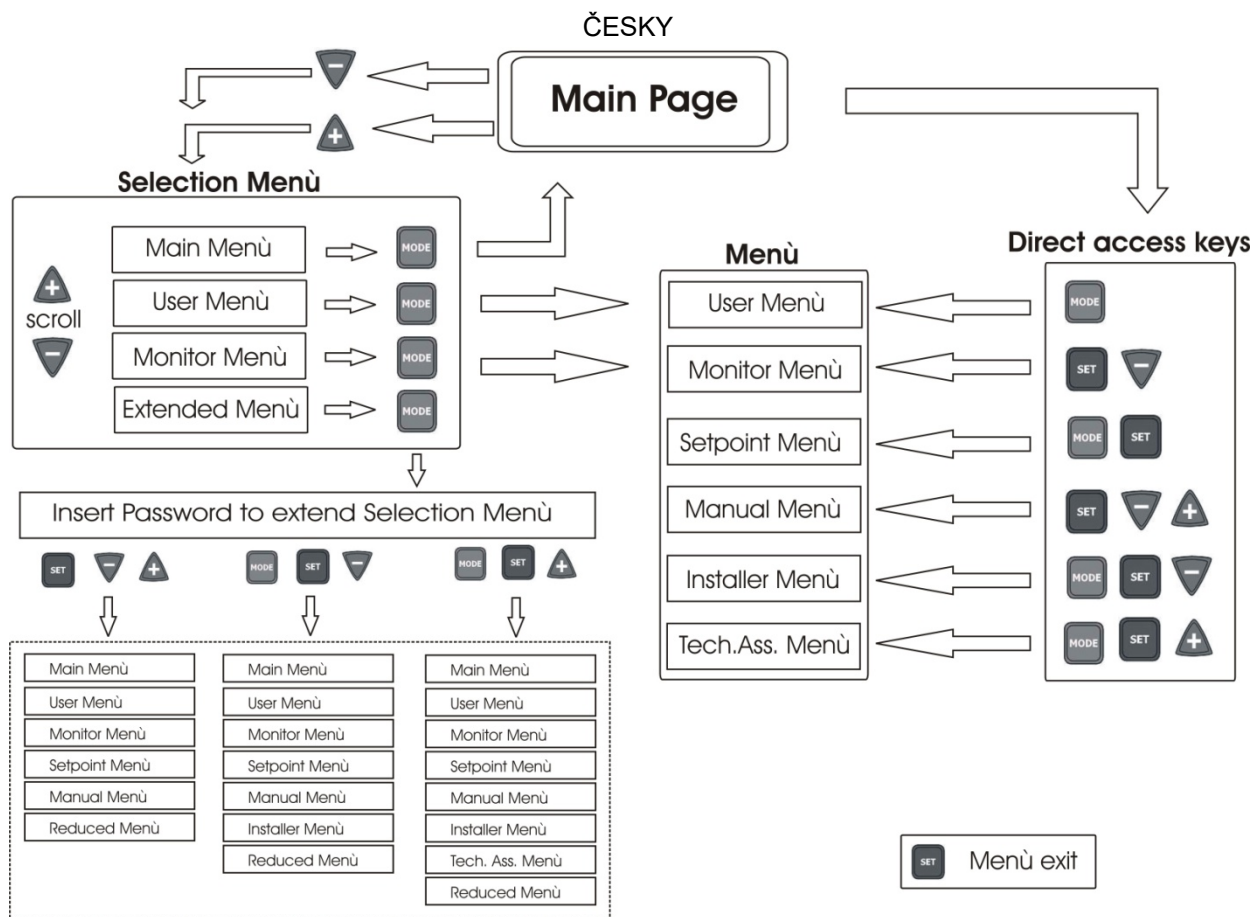 ČESKY
Main Page
Selection Menù
Main Menù
MODE
User Menù
MODE
scroll
Monitor Menù
MODE
Extended Menù
MODE
Insert Password to extend Selection Menù
SET
MODE SET
MODE SET
Main Menù
User Menù
Monitor Menù
Setpoint Menù
Manual Menù
Reduced Menù
Main Menù
User Menù
Monitor Menù
Setpoint Menù
Manual Menù
Installer Menù
Reduced Menù
Main Menù
User Menù
Monitor Menù
Setpoint Menù
Manual Menù
Installer Menù
Tech. Ass. Menù
Reduced Menù
Menù
User Menù
Monitor Menù
Setpoint Menù
Manual Menù
Installer Menù
Tech.Ass. Menù
Direct access keys
MODE
SET
MODE SET
SET
MODE SET
MODE SET
SET Menù exit